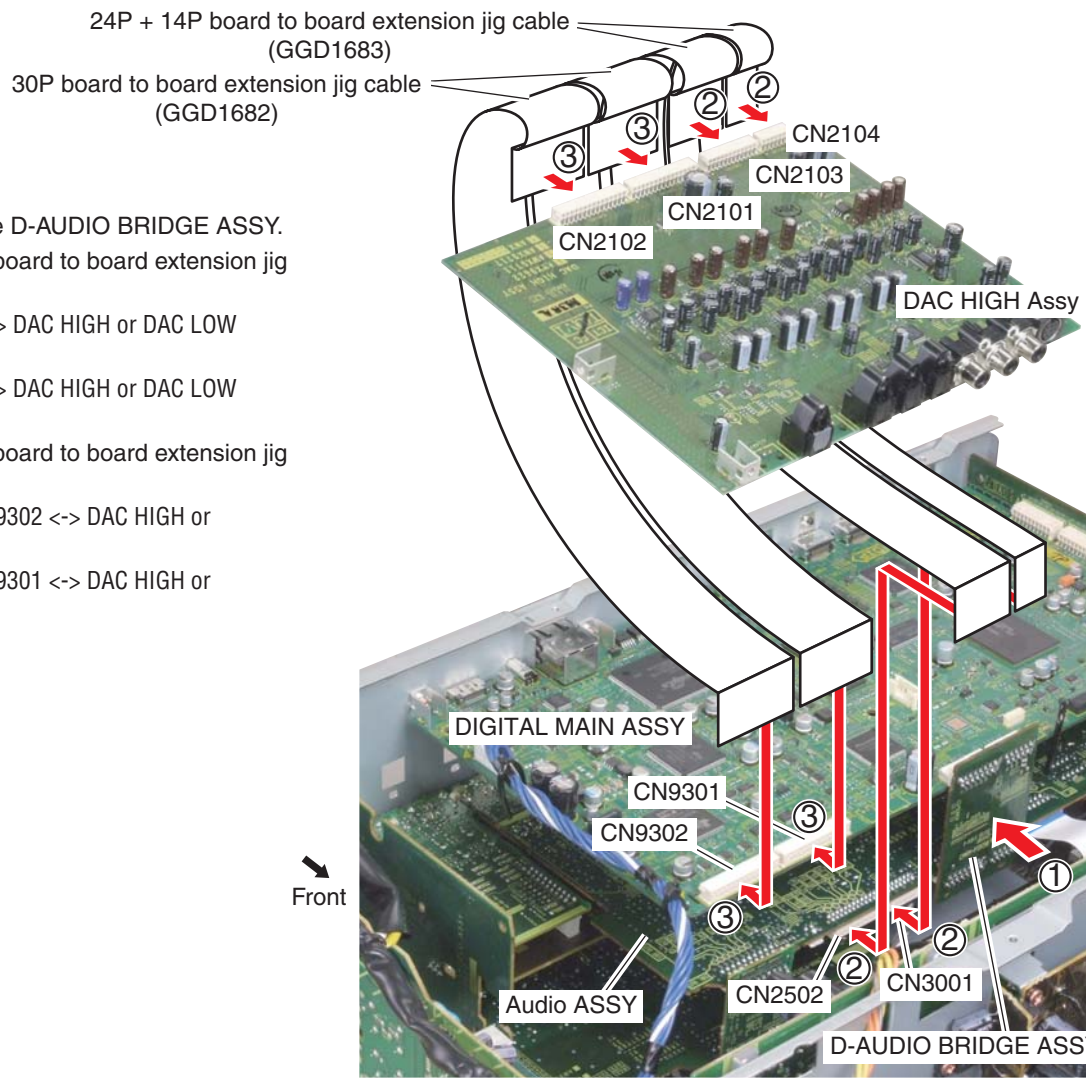 24P + 14P board to board extension jig cable
(GGD1683)
30P board to board extension jig cable
(GGD1682)
②
②
③
③
CN2104
CN2103
CN2101
CN2102
DAC HIGH Assy
D-AUDIO BRIDGE ASSY.
board to board extension jig
> DAC HIGH or DAC LOW
> DAC HIGH or DAC LOW
board to board extension jig
9302 <-> DAC HIGH or
9301 <-> DAC HIGH or
DIGITAL MAIN ASSY
CN9301
③
CN9302
①
Front
③
②
②
CN3001
CN2502
Audio ASSY
D-AUDIO BRIDGE ASS